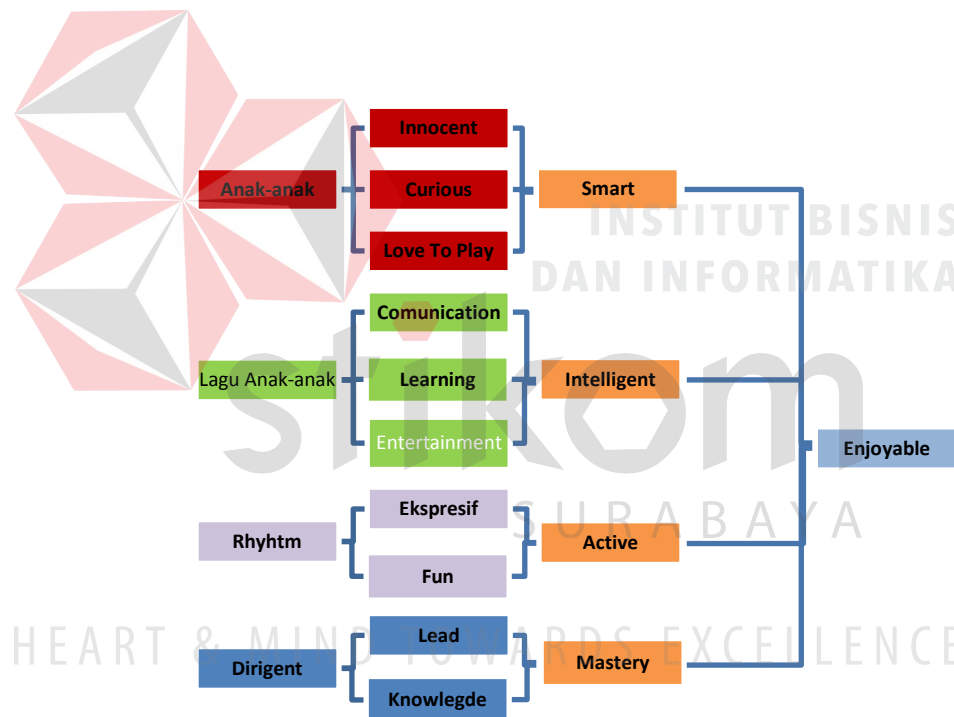 Innocent
Anak-anak
Curious
Smart
Love To Play
INSTITUT BISNIS
DAN INFORMATIKA
Comunication
Lagu Anak-anak
Learning
Intelligent
Entertainment
stikom
Enjoyable
SURABAYA
Ekspresif
Rhyhtm
Active
Fun
Lead
HEART & MIND TOWARDS EXCELLENCE
Dirigent
Mastery
Knowlegde